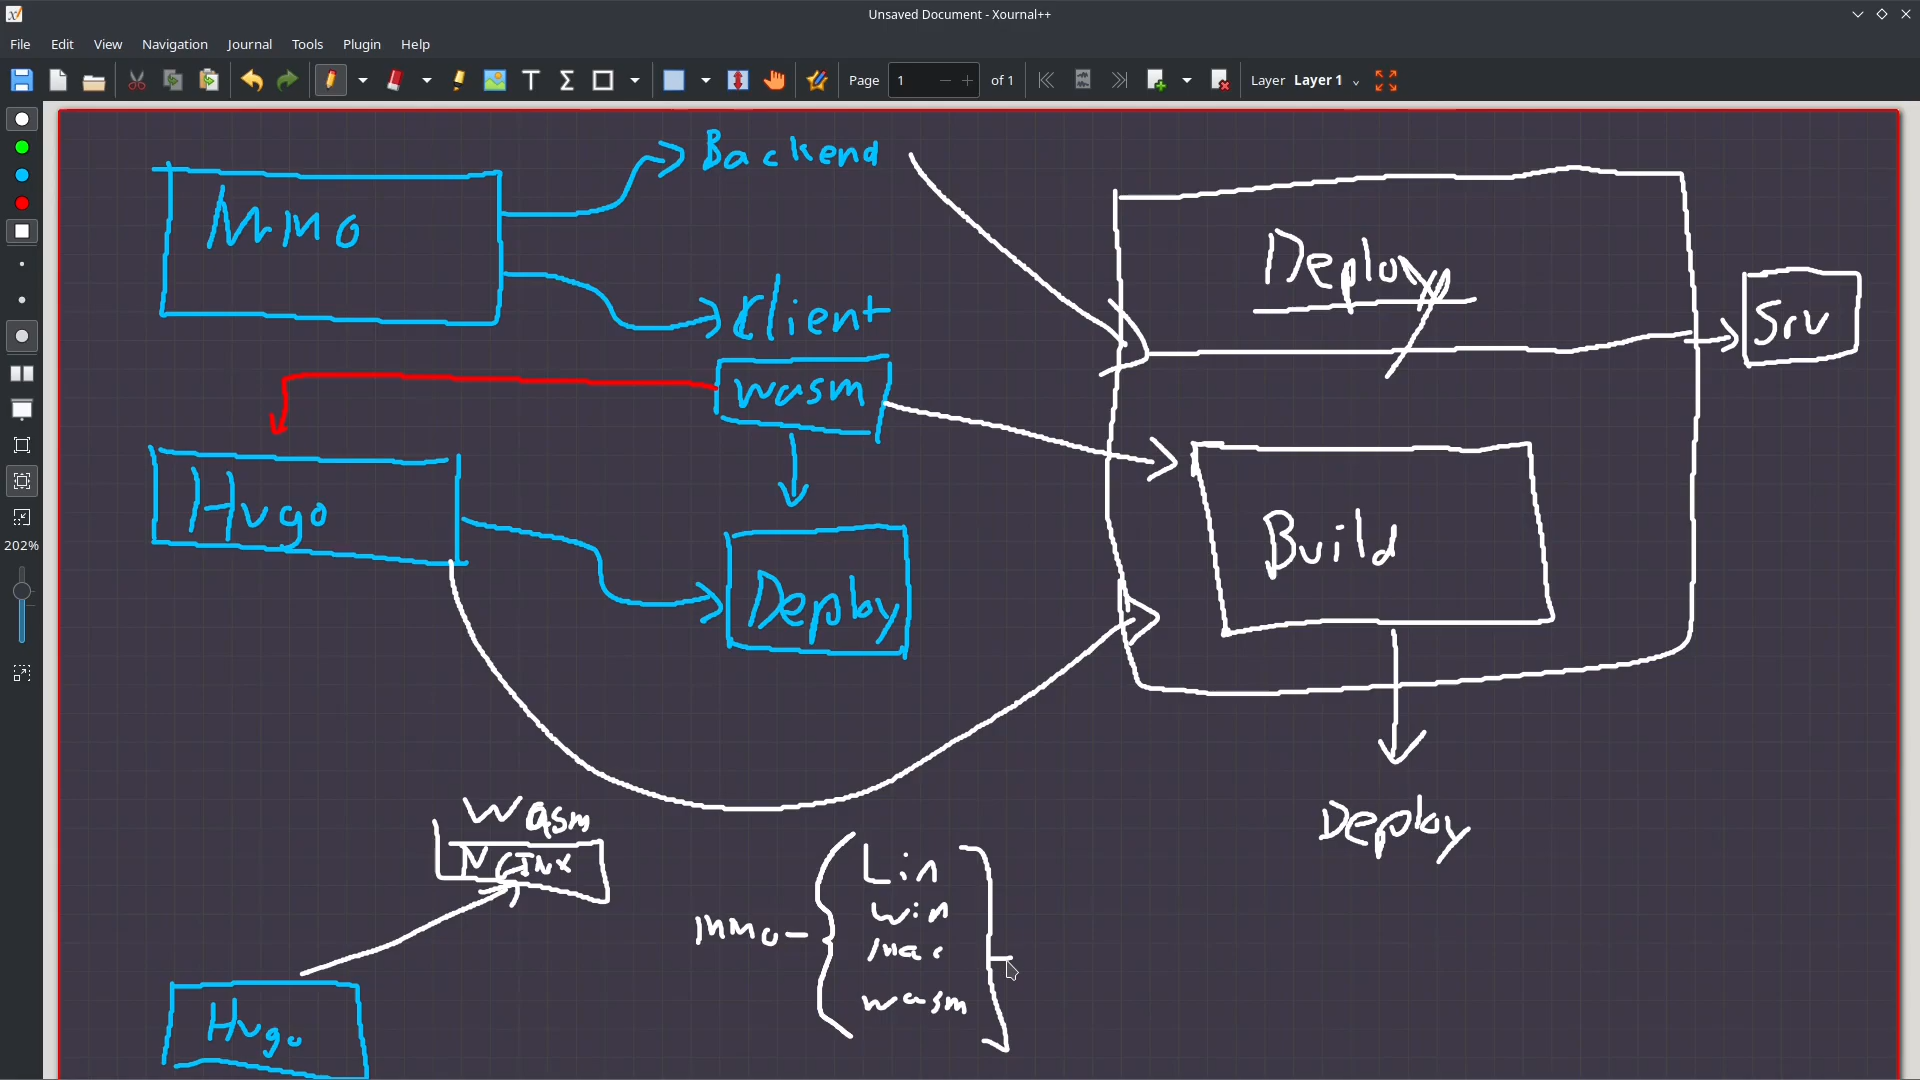 Unsaved Document - Xournal++
File Edit View Navigation Journal Tools Plugin Help
Page 1 of 1 Layer Layer 1
202%
Backend
Mmo
Deploy
Client
Srv
wasm
Hugo
Build
Deploy
Wasm
NGINX
Deploy
Lin
win
mmo -
mac
wasm
Hugo